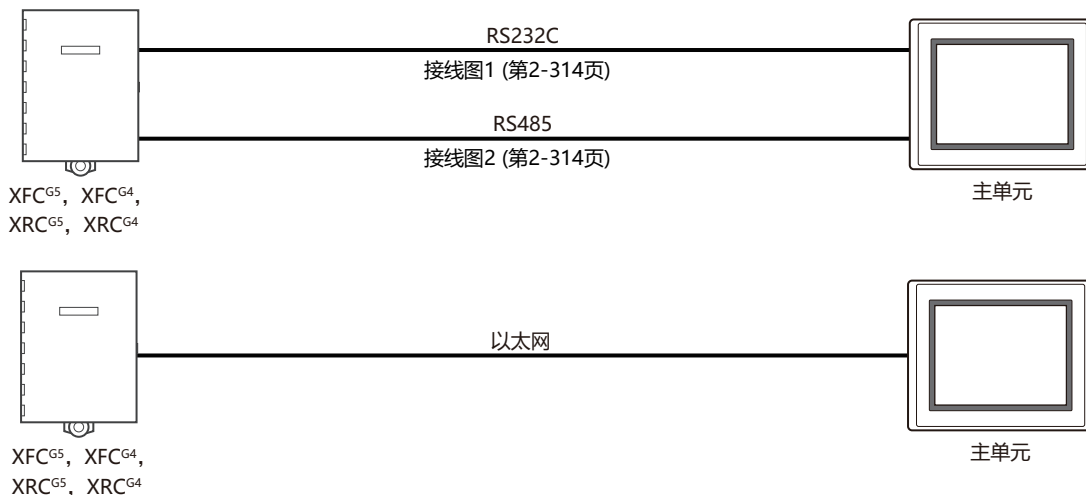 RS232C
接线图1 (第2-314页)
RS485
接线图2 (第2-314页)
XFCG5，XFCG4，
XRCG5，XRCG4
主单元
以太网
XFCG5，XFCG4，
XRCG5，XRCG4
主单元